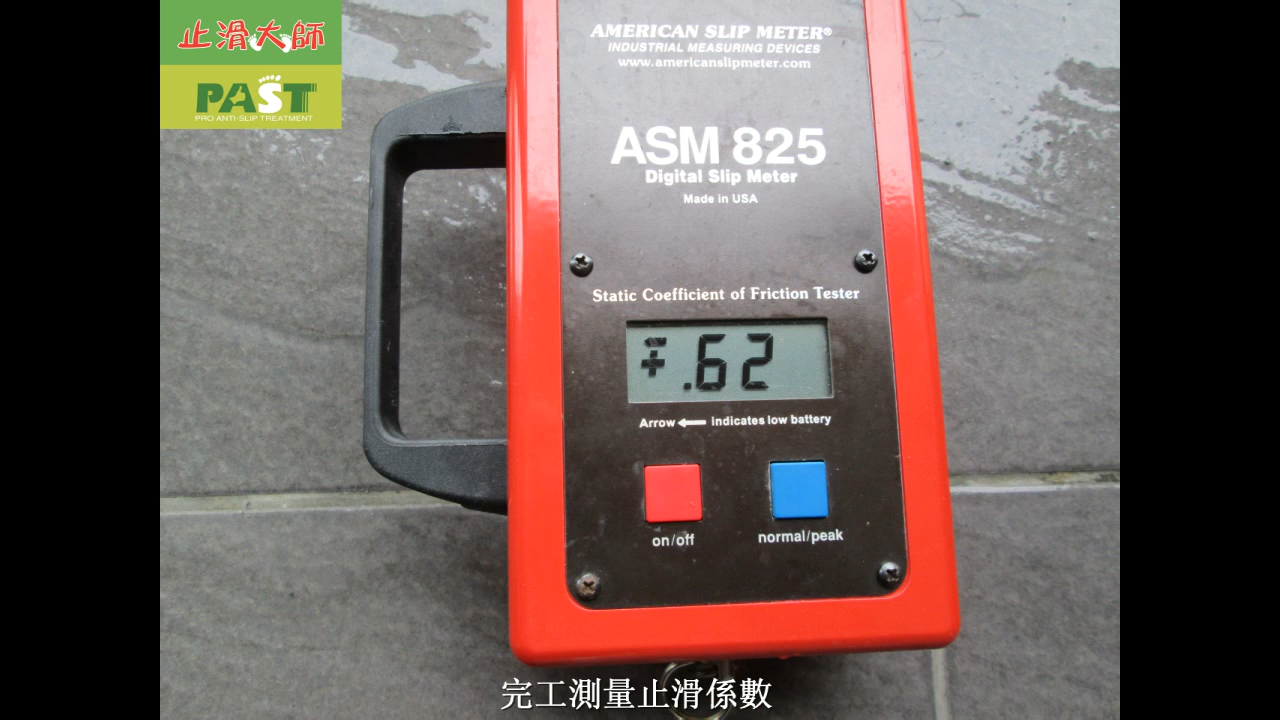 止滑大師
PAST
PRO ANTI-SLIP TREATMENT
AMERICAN SLIP METER®
INDUSTRIAL MEASURING DEVICES
www.americanslipmeter.com
ASM 825
Digital Slip Meter
Made in USA
Static Coefficient of Friction Tester
.62
Arrow ← indicates low battery
on/off
normal/peak
完工測量止滑係數